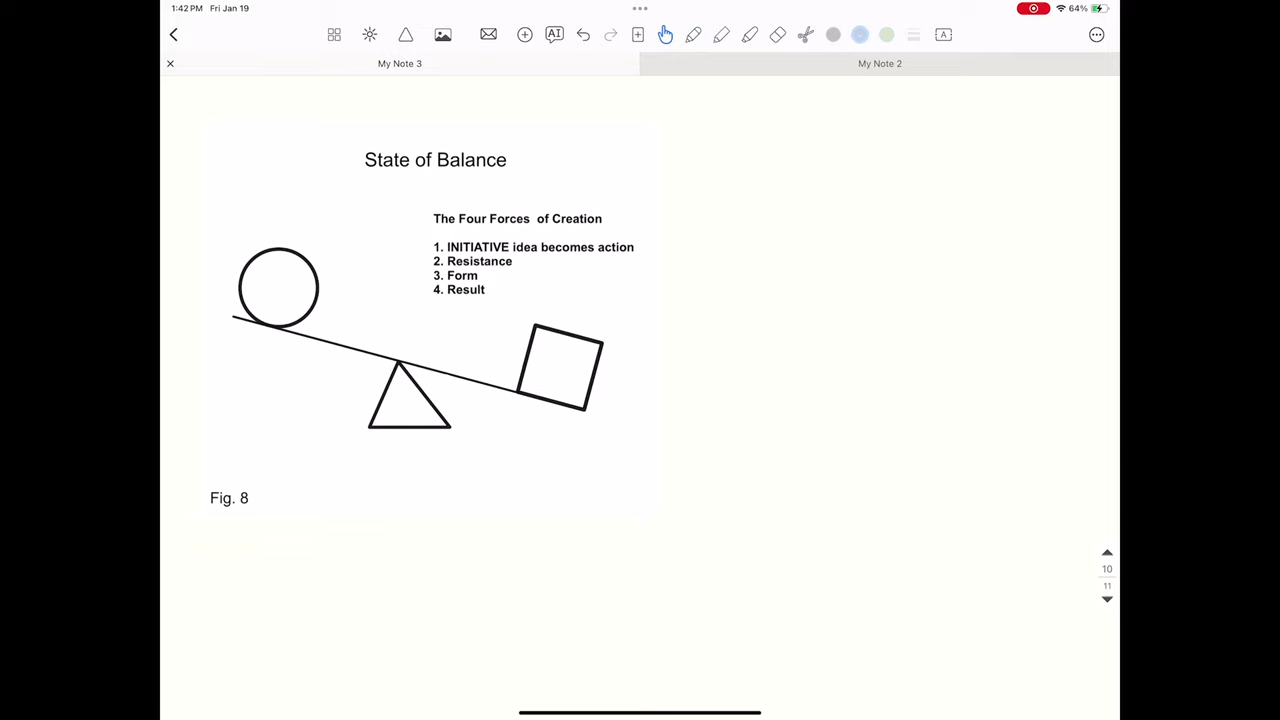 1:42 PM Fri Jan 19
64%
AI
A
My Note 3
My Note 2
State of Balance
The Four Forces of Creation
1. INITIATIVE idea becomes action
2. Resistance
3. Form
4. Result
Fig. 8
10
11